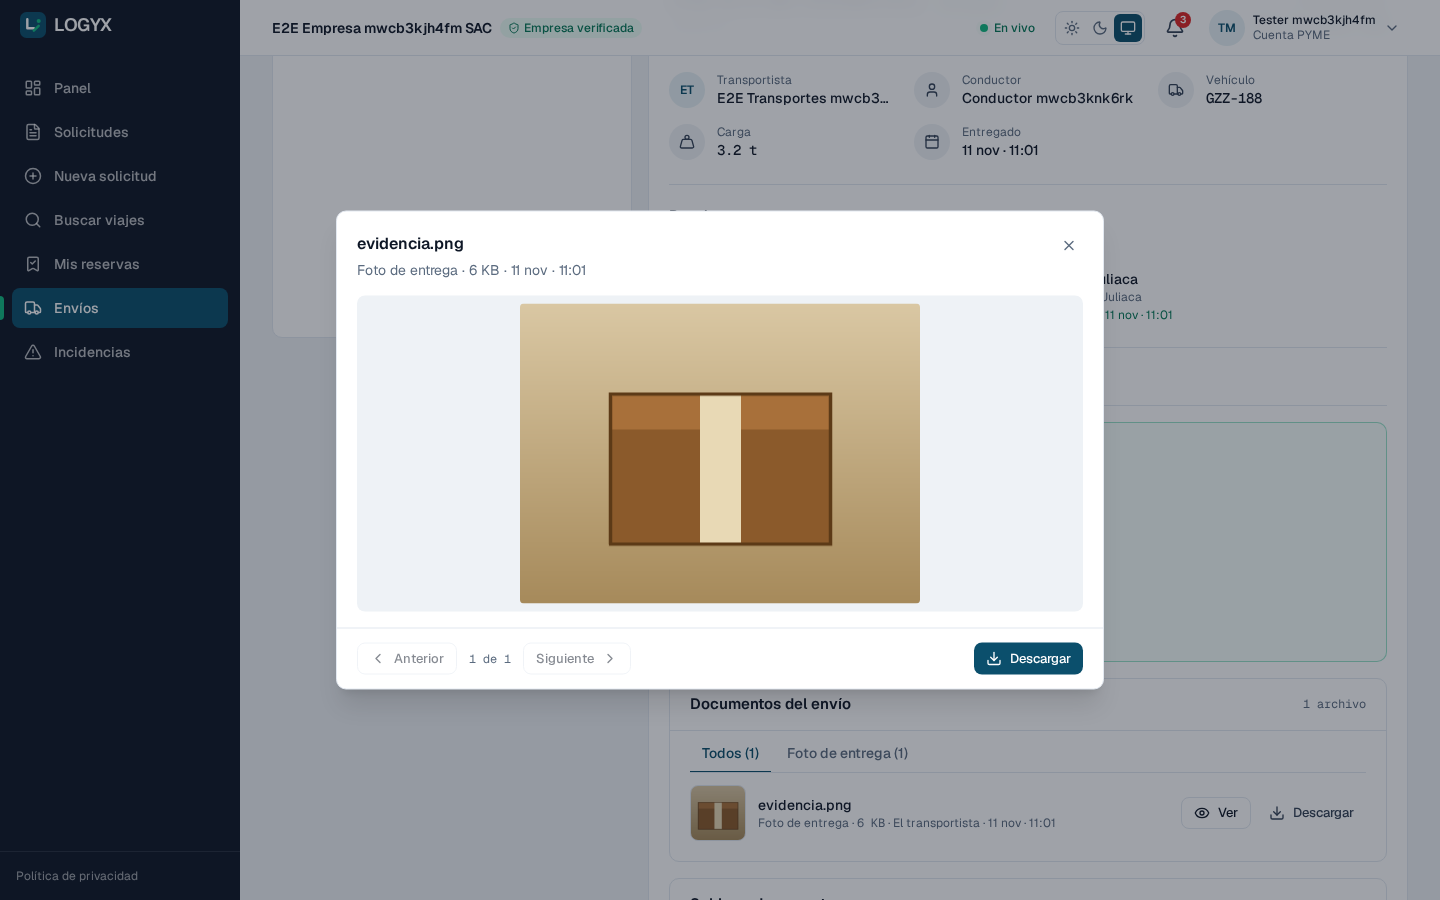 LOGYX
E2E Empresa mwcb3kjh4fm SAC
Empresa verificada
En vivo
3
TM
Tester mwcb3kjh4fm
Cuenta PYME
Panel
Solicitudes
Nueva solicitud
Buscar viajes
Mis reservas
Envíos
Incidencias
Política de privacidad
ET
Transportista
E2E Transportes mwcb3...
Conductor
Conductor mwcb3knk6rk
Vehículo
GZZ-188
Carga
3.2 t
Entregado
11 nov · 11:01
uliaca
Juliaca
11 nov · 11:01
evidencia.png
Foto de entrega · 6 KB · 11 nov · 11:01
Anterior
1 de 1
Siguiente
Descargar
Documentos del envío
1 archivo
Todos (1)
Foto de entrega (1)
evidencia.png
Foto de entrega · 6 KB · El transportista · 11 nov · 11:01
Ver
Descargar